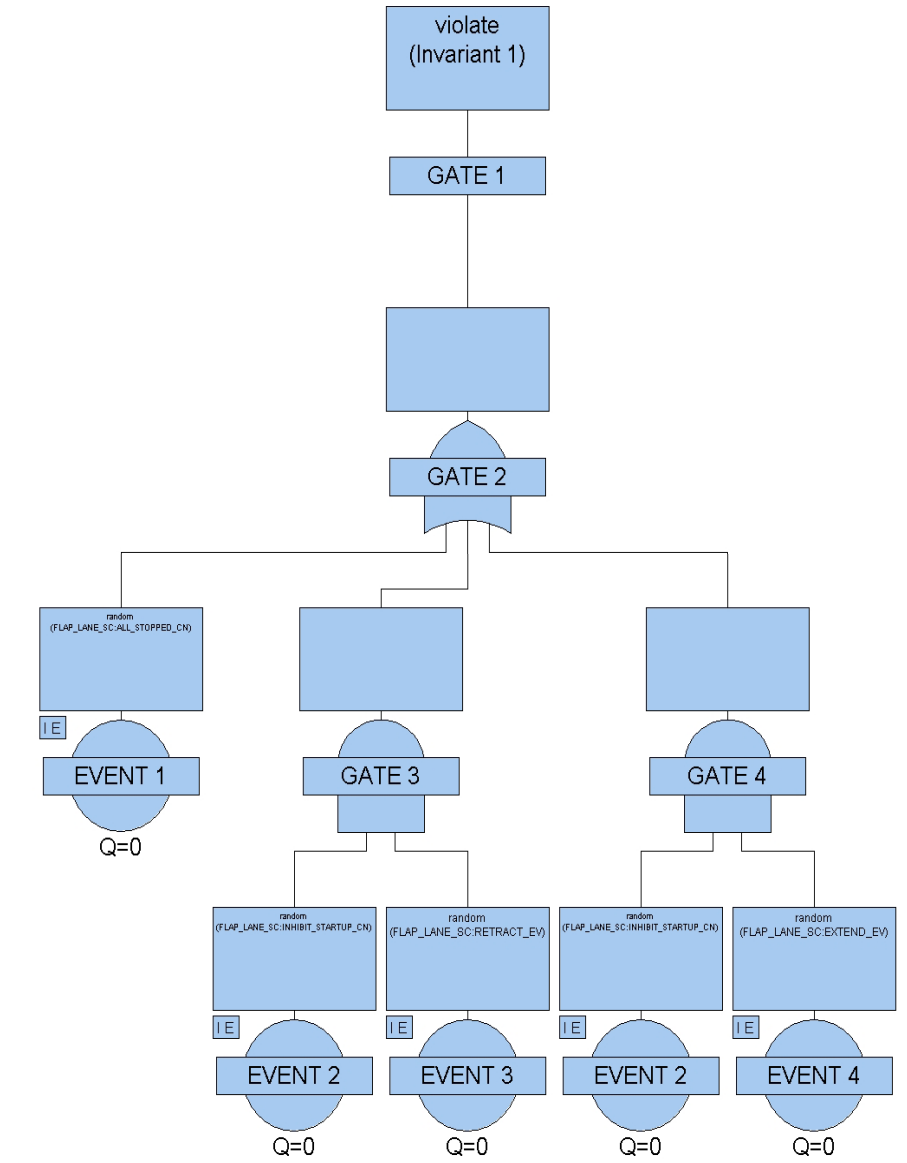 violate
(Invariant 1)
GATE 1
GATE 2
random
(FLAP_LANE_SC:ALL_STOPPED_CN)
I E
EVENT 1
Q=0
GATE 3
GATE 4
random
(FLAP_LANE_SC:INHIBIT_STARTUP_CN)
random
(FLAP_LANE_SC:RETRACT_EV)
random
(FLAP_LANE_SC:INHIBIT_STARTUP_CN)
random
(FLAP_LANE_SC:EXTEND_EV)
I E
I E
I E
I E
EVENT 2
EVENT 3
EVENT 2
EVENT 4
Q=0
Q=0
Q=0
Q=0